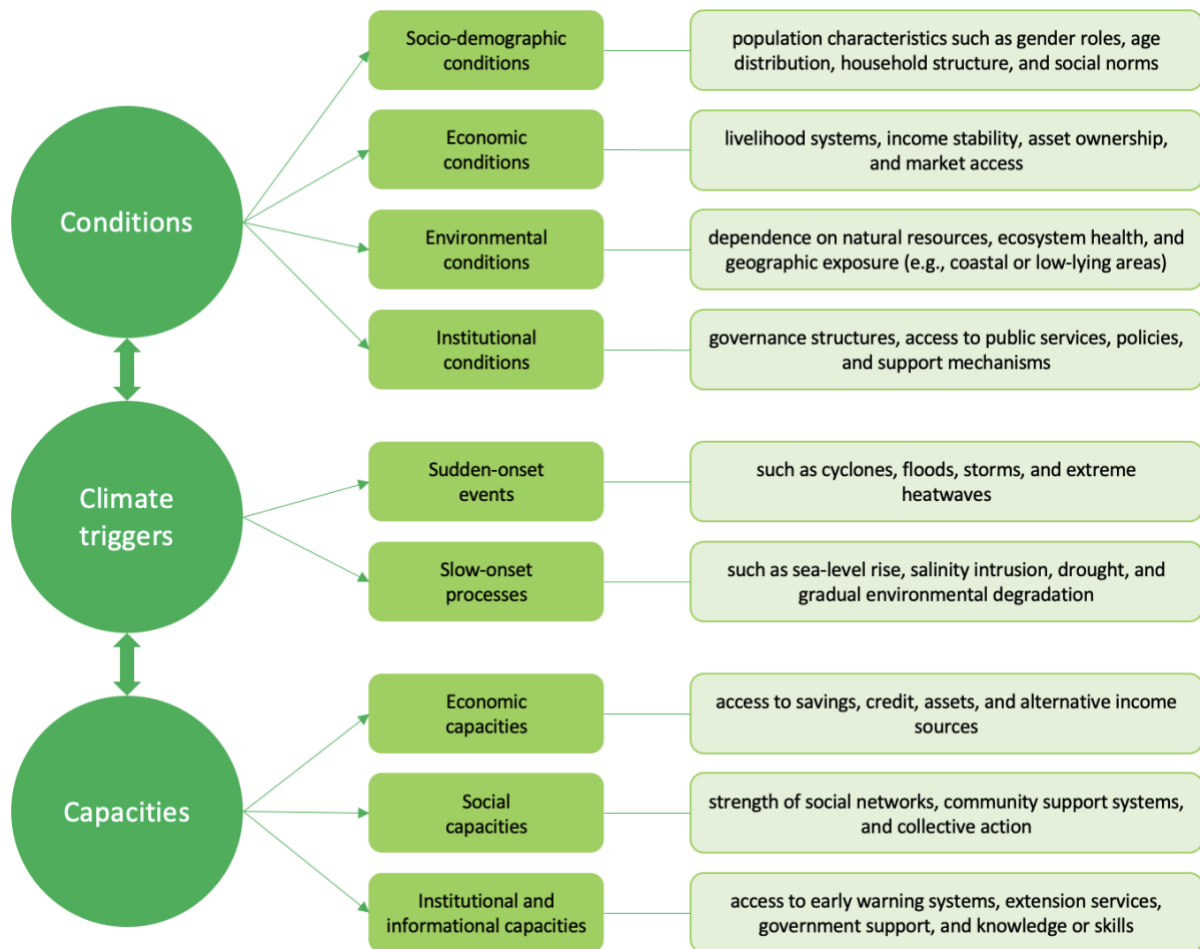 Conditions
Socio-demographic
conditions
population characteristics such as gender roles, age
distribution, household structure, and social norms
Economic
conditions
livelihood systems, income stability, asset ownership,
and market access
Environmental
conditions
dependence on natural resources, ecosystem health, and
geographic exposure (e.g., coastal or low-lying areas)
Institutional
conditions
governance structures, access to public services, policies,
and support mechanisms
Climate
triggers
Sudden-onset
events
such as cyclones, floods, storms, and extreme
heatwaves
Slow-onset
processes
such as sea-level rise, salinity intrusion, drought, and
gradual environmental degradation
Capacities
Economic
capacities
access to savings, credit, assets, and alternative income
sources
Social
capacities
strength of social networks, community support systems,
and collective action
Institutional and
informational capacities
access to early warning systems, extension services,
government support, and knowledge or skills